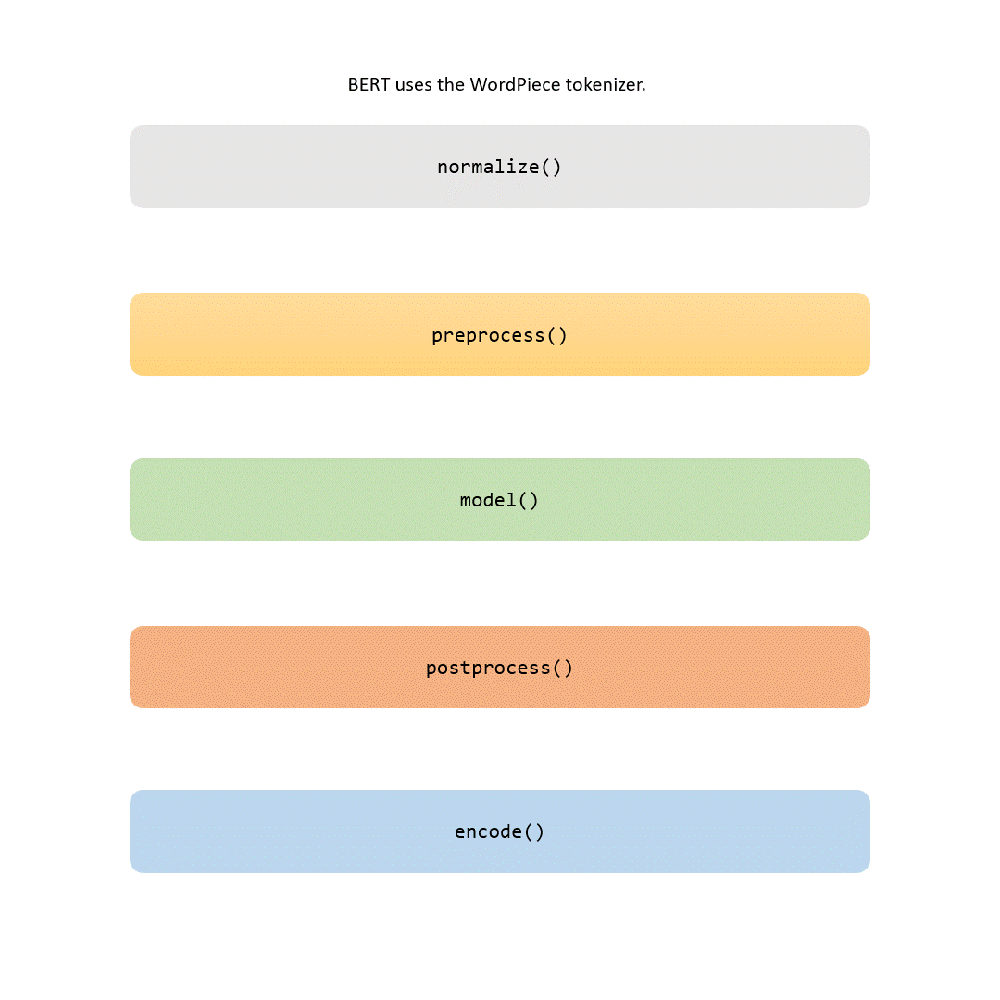 BERT uses the WordPiece tokenizer.
normalize()
preprocess()
model()
postprocess()
encode()